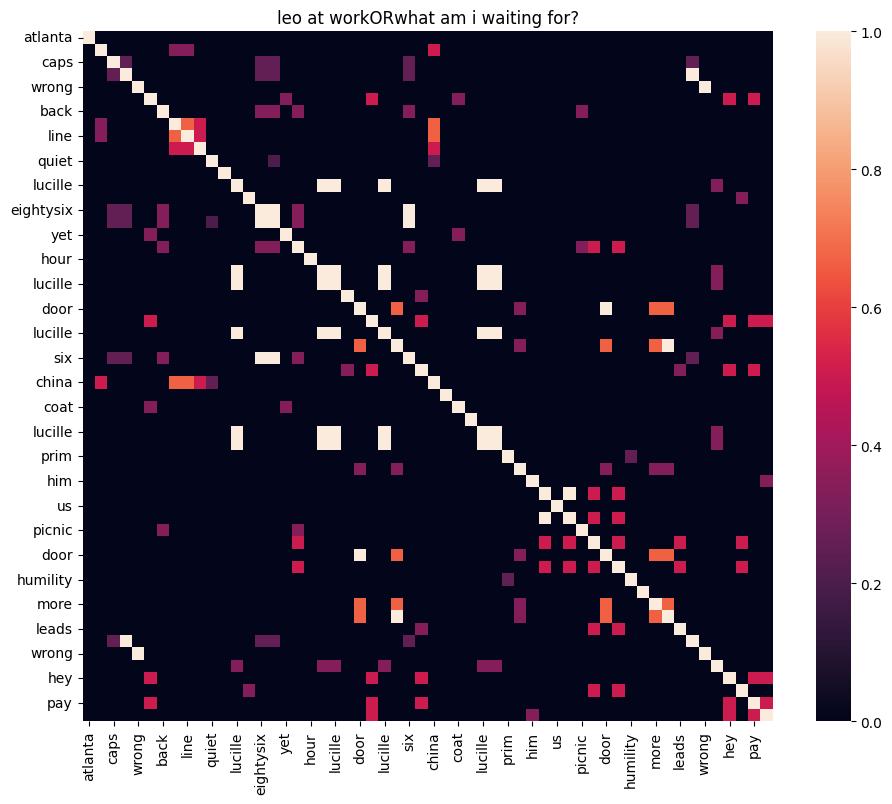 leo at workORwhat am i waiting for?
atlanta
caps
wrong
back
line
quiet
lucille
eightysix
yet
hour
lucille
door
lucille
six
china
coat
lucille
prim
him
us
picnic
door
humility
more
leads
wrong
hey
pay
atlanta
caps
wrong
back
line
quiet
lucille
eightysix
yet
hour
lucille
door
lucille
six
china
coat
lucille
prim
him
us
picnic
door
humility
more
leads
wrong
hey
pay
1.0
0.8
0.6
0.4
0.2
0.0